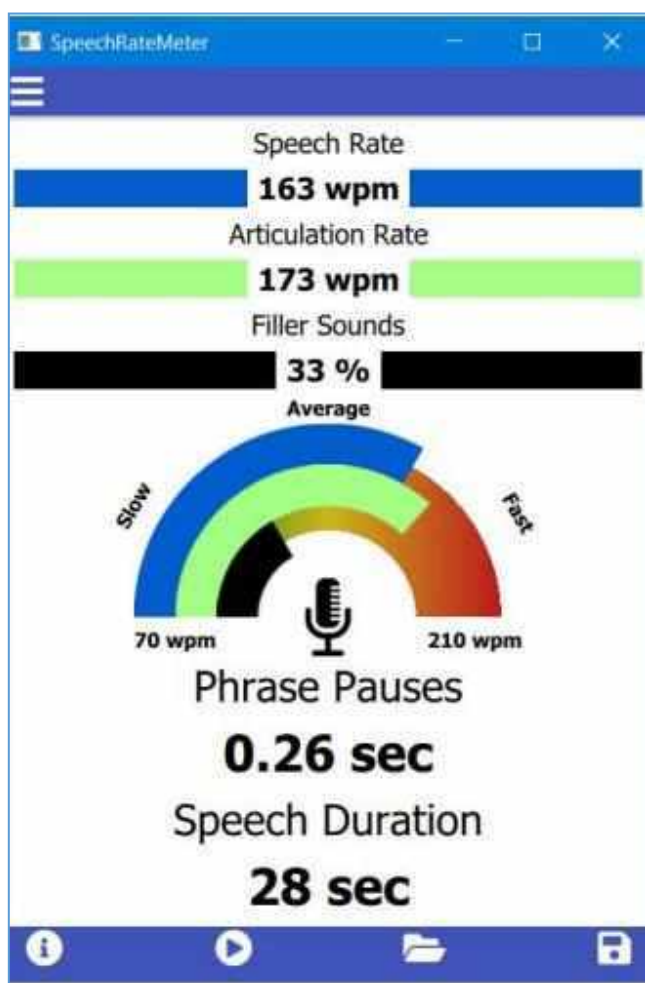 SpeechRateMeter
Speech Rate
163 wpm
Articulation Rate
173 wpm
Filler Sounds
33 %
Average
Slow
Fast
70 wpm
210 wpm
Phrase Pauses
0.26 sec
Speech Duration
28 sec